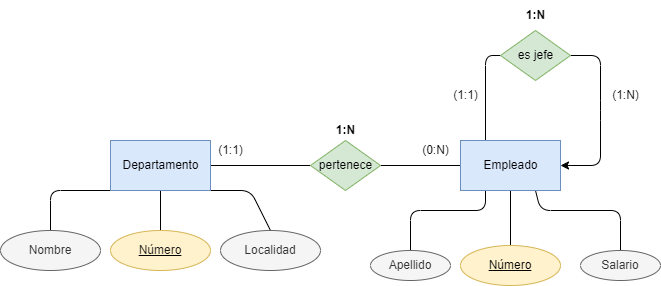 1:N
es jefe
(1:1)
(1:N)
1:N
(1:1)
(0:N)
Departamento
pertenece
Empleado
Nombre
Número
Localidad
Apellido
Número
Salario